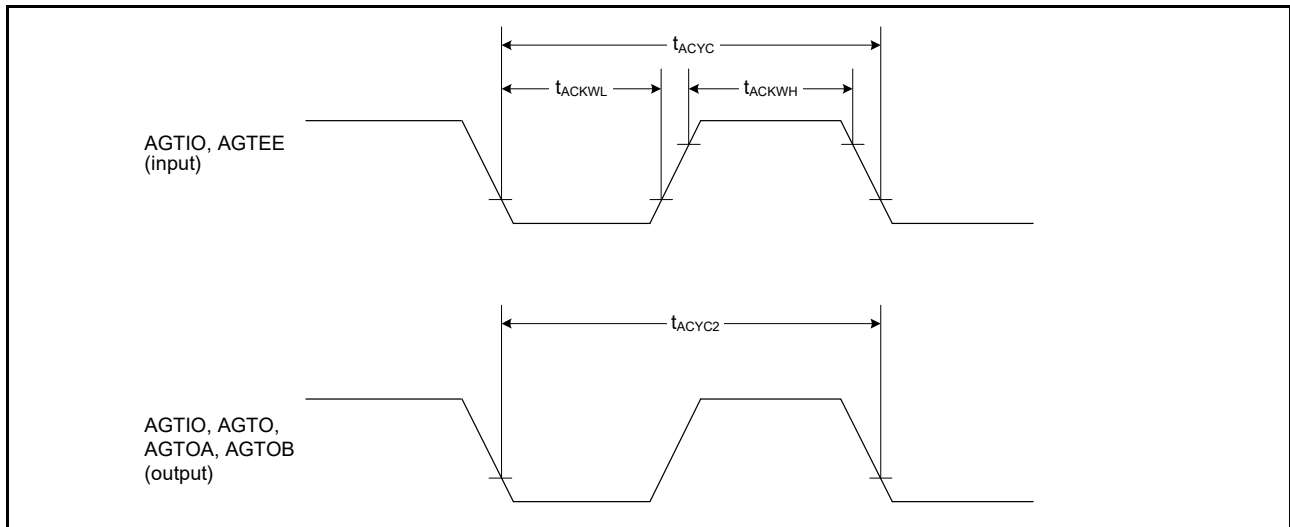 tACYC
tACKWL
tACKWH
AGTIO, AGTEE
(input)
tACYC2
AGTIO, AGTO,
AGTOA, AGTOB
(output)